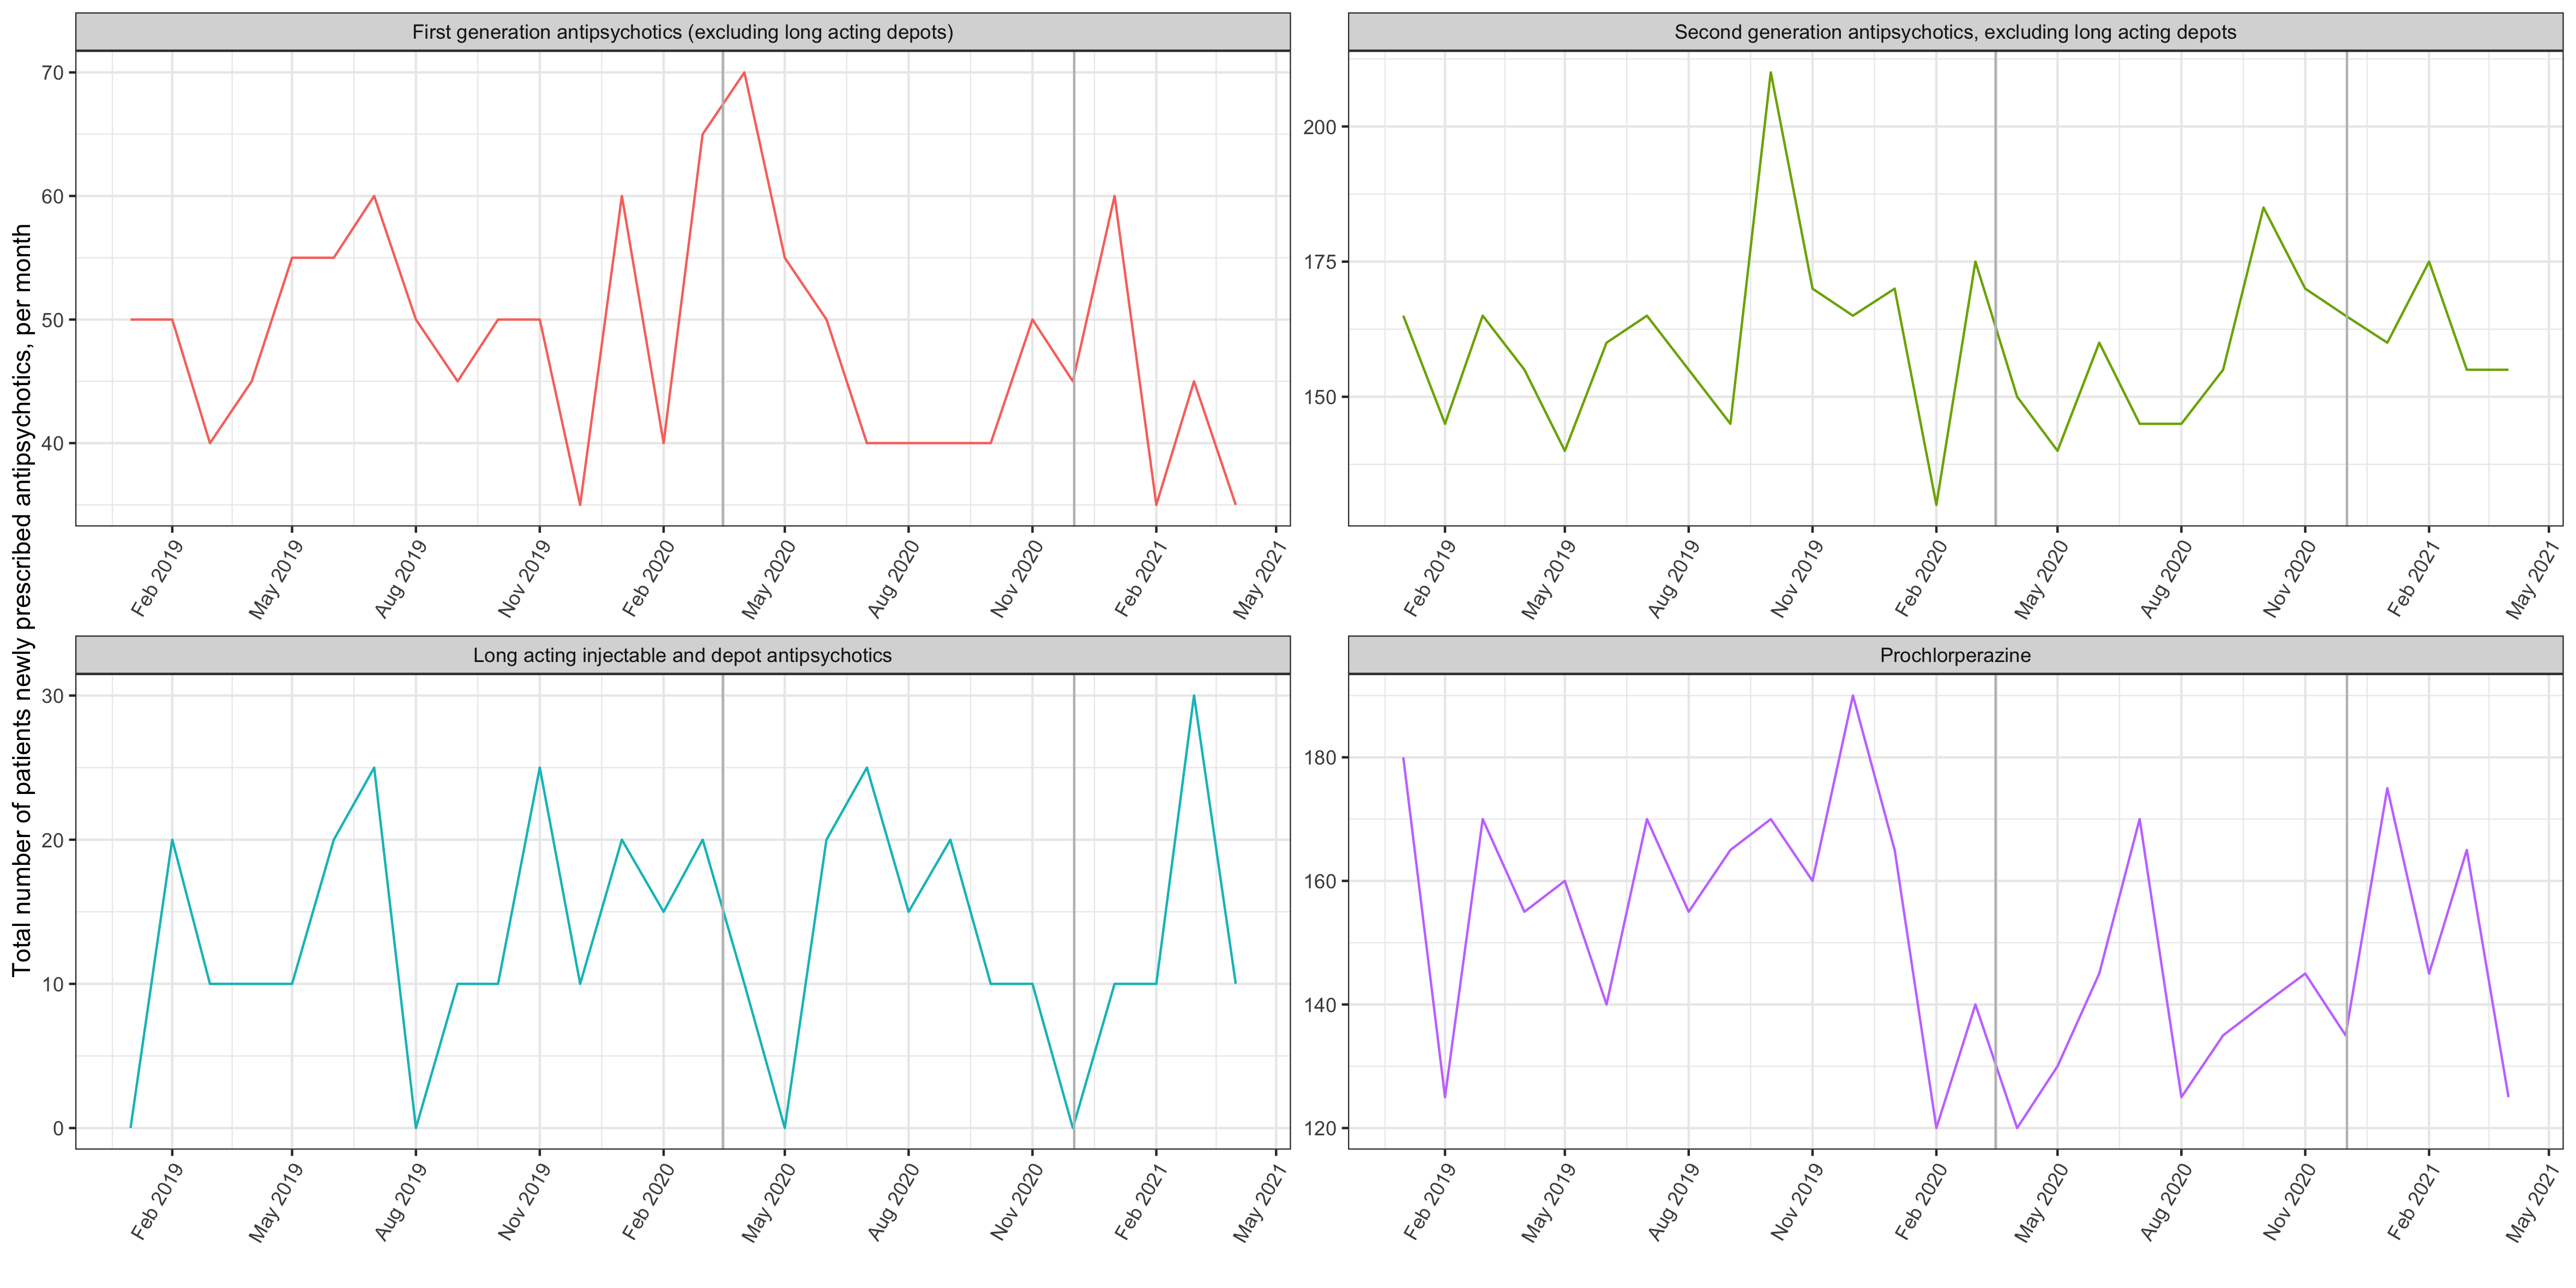 Total number of patients newly prescribed antipsychotics, per month
First generation antipsychotics (excluding long acting depots)
70
60
50
40
Feb 2019
May 2019
Aug 2019
Nov 2019
Feb 2020
May 2020
Aug 2020
Nov 2020
Feb 2021
May 2021
Second generation antipsychotics, excluding long acting depots
200
175
150
Feb 2019
May 2019
Aug 2019
Nov 2019
Feb 2020
May 2020
Aug 2020
Nov 2020
Feb 2021
May 2021
Long acting injectable and depot antipsychotics
30
20
10
0
Feb 2019
May 2019
Aug 2019
Nov 2019
Feb 2020
May 2020
Aug 2020
Nov 2020
Feb 2021
May 2021
Prochlorperazine
180
160
140
120
Feb 2019
May 2019
Aug 2019
Nov 2019
Feb 2020
May 2020
Aug 2020
Nov 2020
Feb 2021
May 2021